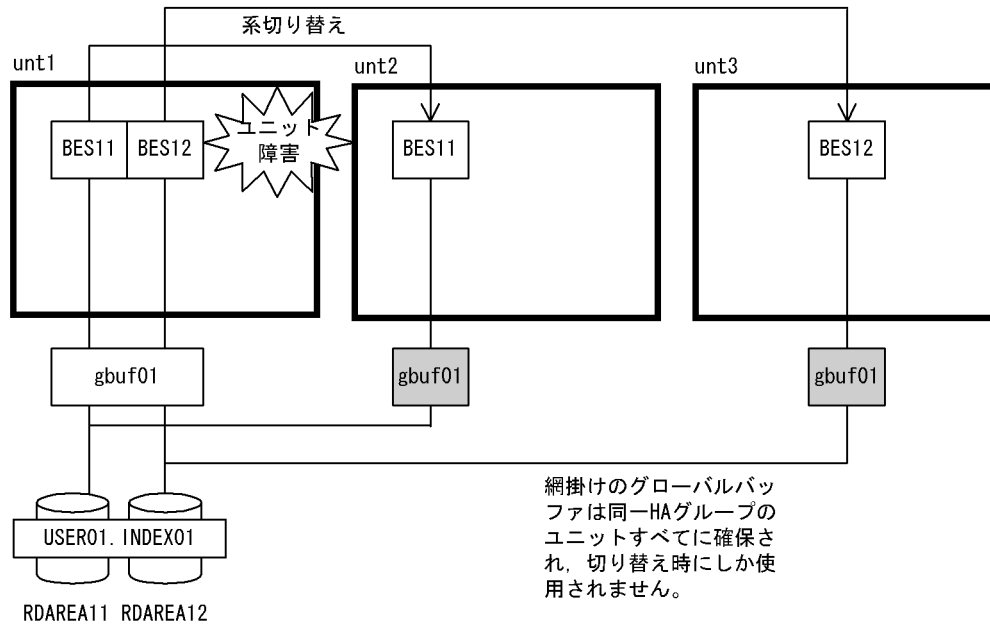 系切り替え
unt1
unt2
unt3
BES11
BES12
ユニット
障害
BES11
BES12
gbuf01
gbuf01
gbuf01
網掛けのグローバルバッ
ファは同一HAグループの
ユニットすべてに確保さ
れ，切り替え時にしか使
用されません。
USER01.INDEX01
RDAREA11 RDAREA12